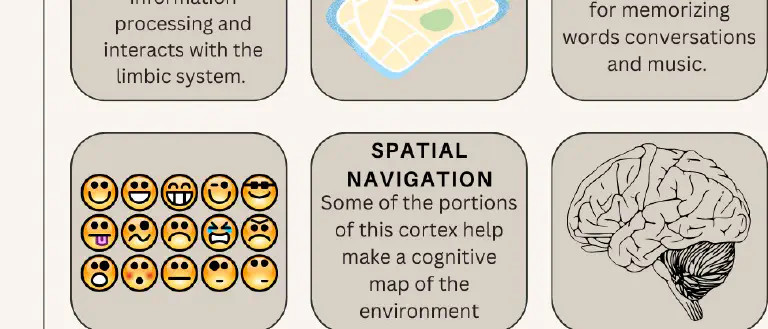 information
processing and
interacts with the
limbic system.
for memorizing
words conversations
and music.
SPATIAL
NAVIGATION
Some of the portions
of this cortex help
make a cognitive
map of the
environment